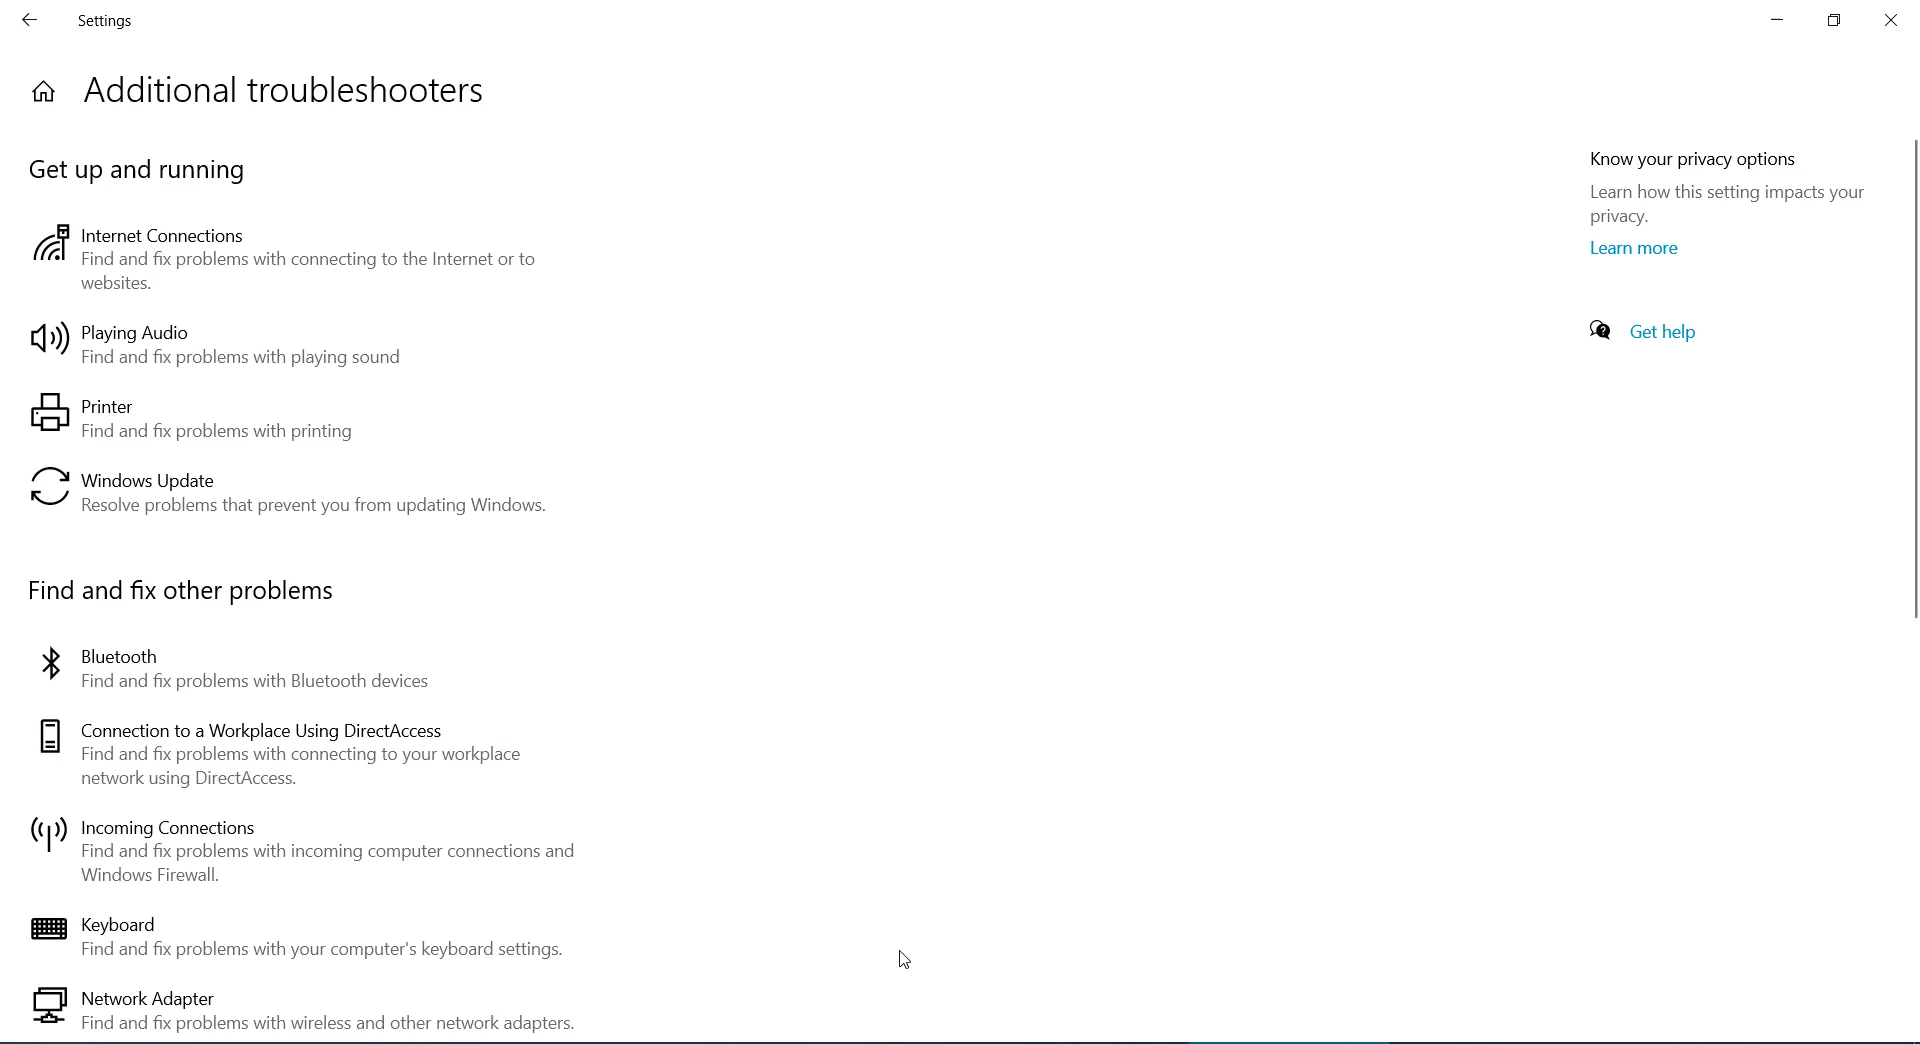 Settings
Additional troubleshooters
Get up and running
Internet Connections
Find and fix problems with connecting to the Internet or to
websites.
Playing Audio
Find and fix problems with playing sound
Printer
Find and fix problems with printing
Windows Update
Resolve problems that prevent you from updating Windows.
Find and fix other problems
Bluetooth
Find and fix problems with Bluetooth devices
Connection to a Workplace Using DirectAccess
Find and fix problems with connecting to your workplace
network using DirectAccess.
Incoming Connections
Find and fix problems with incoming computer connections and
Windows Firewall.
Keyboard
Find and fix problems with your computer's keyboard settings.
Network Adapter
Find and fix problems with wireless and other network adapters.
Know your privacy options
Learn how this setting impacts your
privacy.
Learn more
Get help